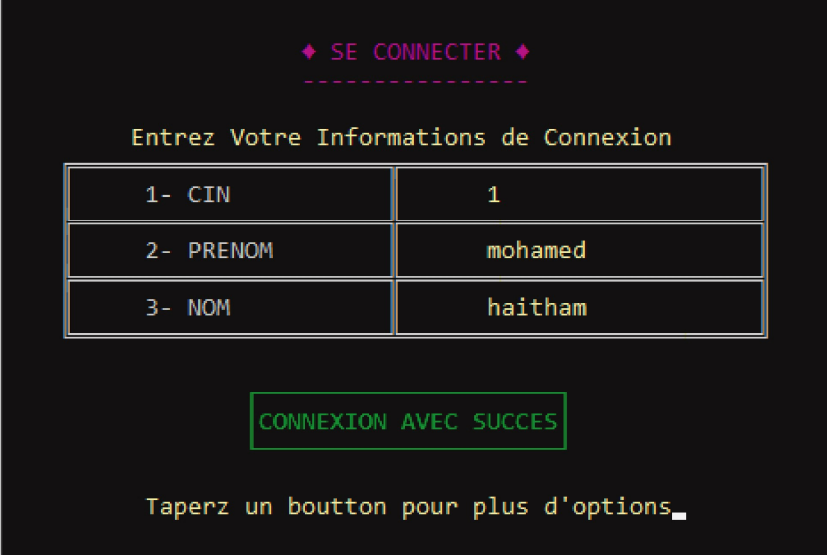 ♦ SE CONNECTER ♦
----------------
Entrez Votre Informations de Connexion
1- CIN 1
2- PRENOM mohamed
3- NOM haitham
CONNEXION AVEC SUCCES
Taperz un boutton pour plus d'options_